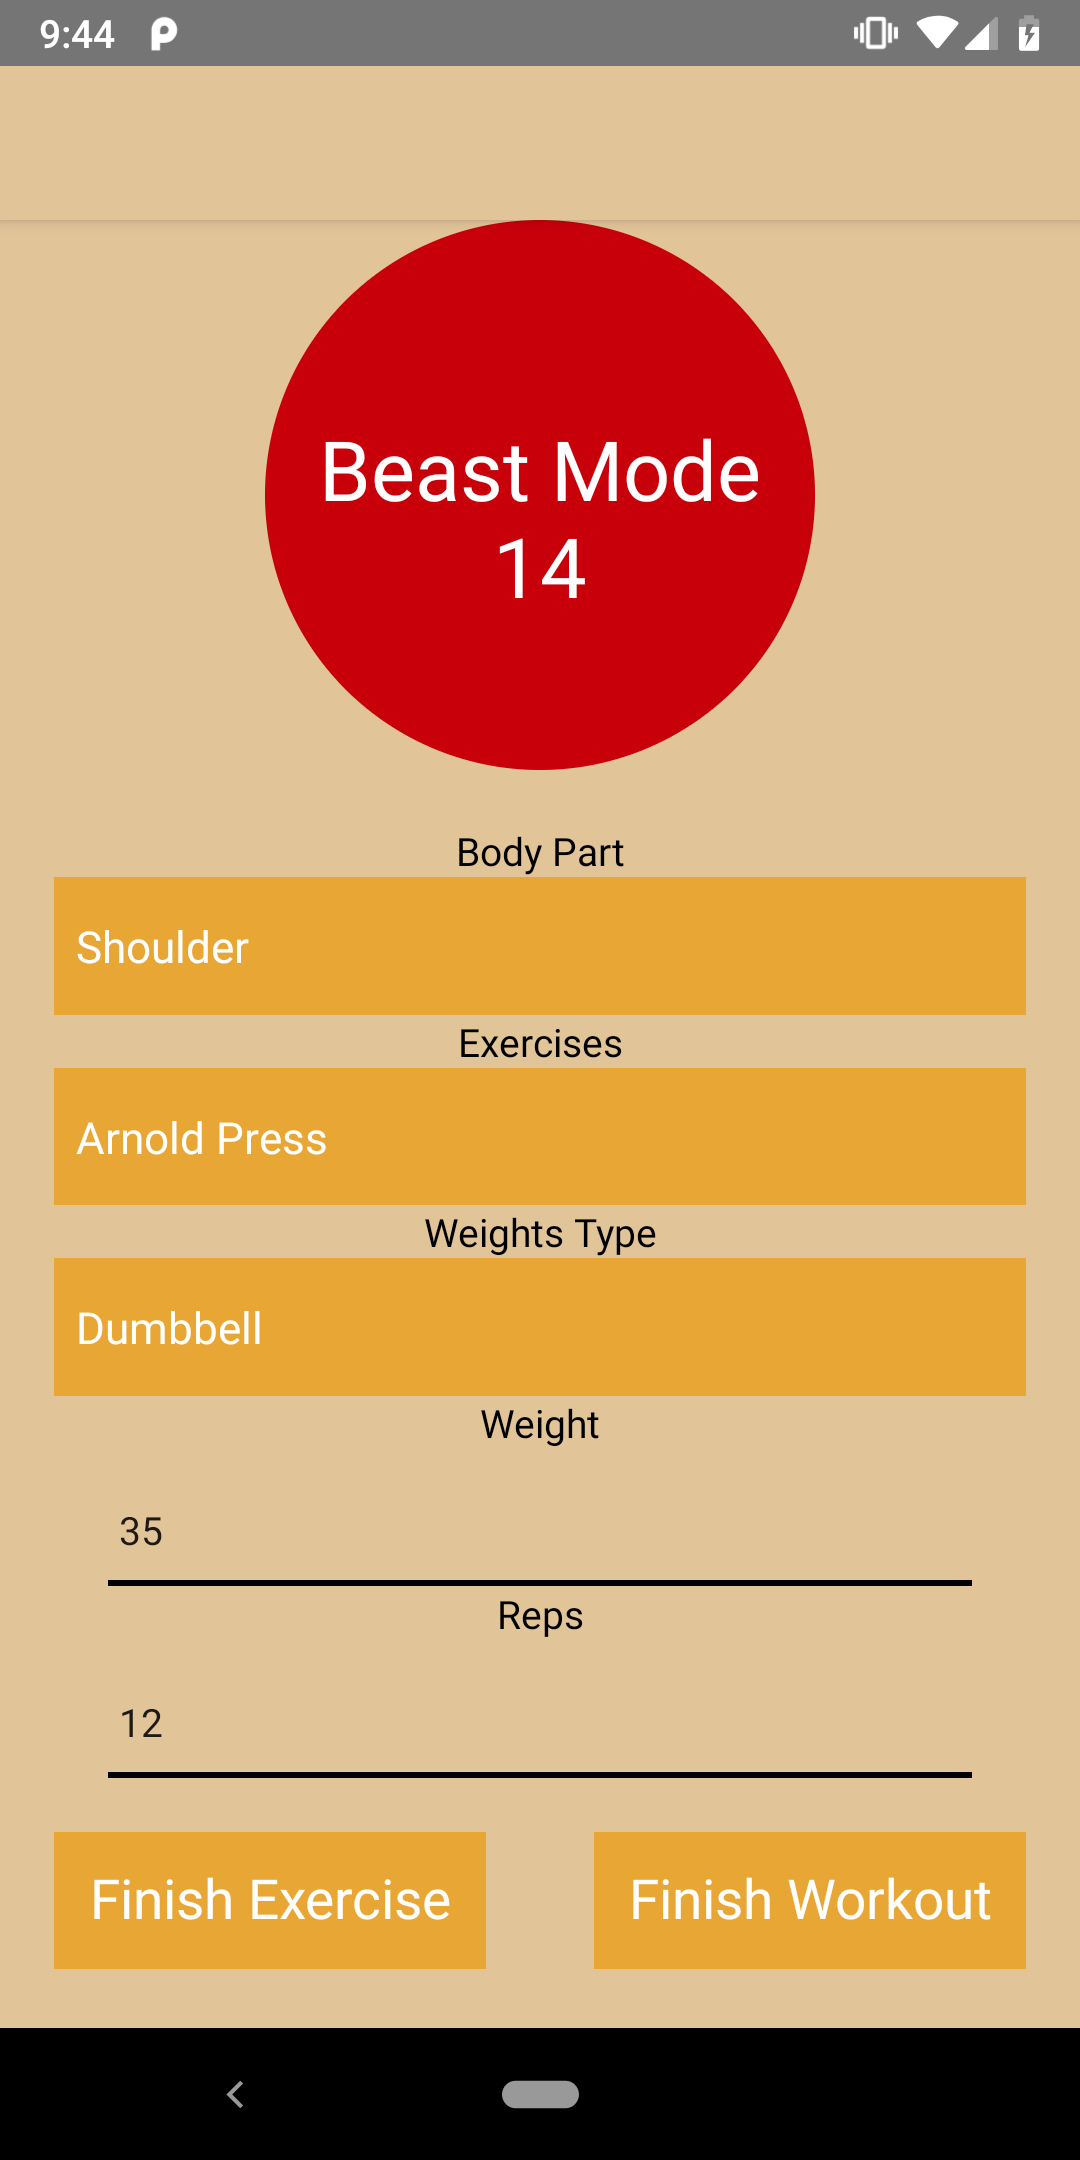 9:44
Beast Mode
14
Body Part
Shoulder
Exercises
Arnold Press
Weights Type
Dumbbell
Weight
35
Reps
12
Finish Exercise
Finish Workout